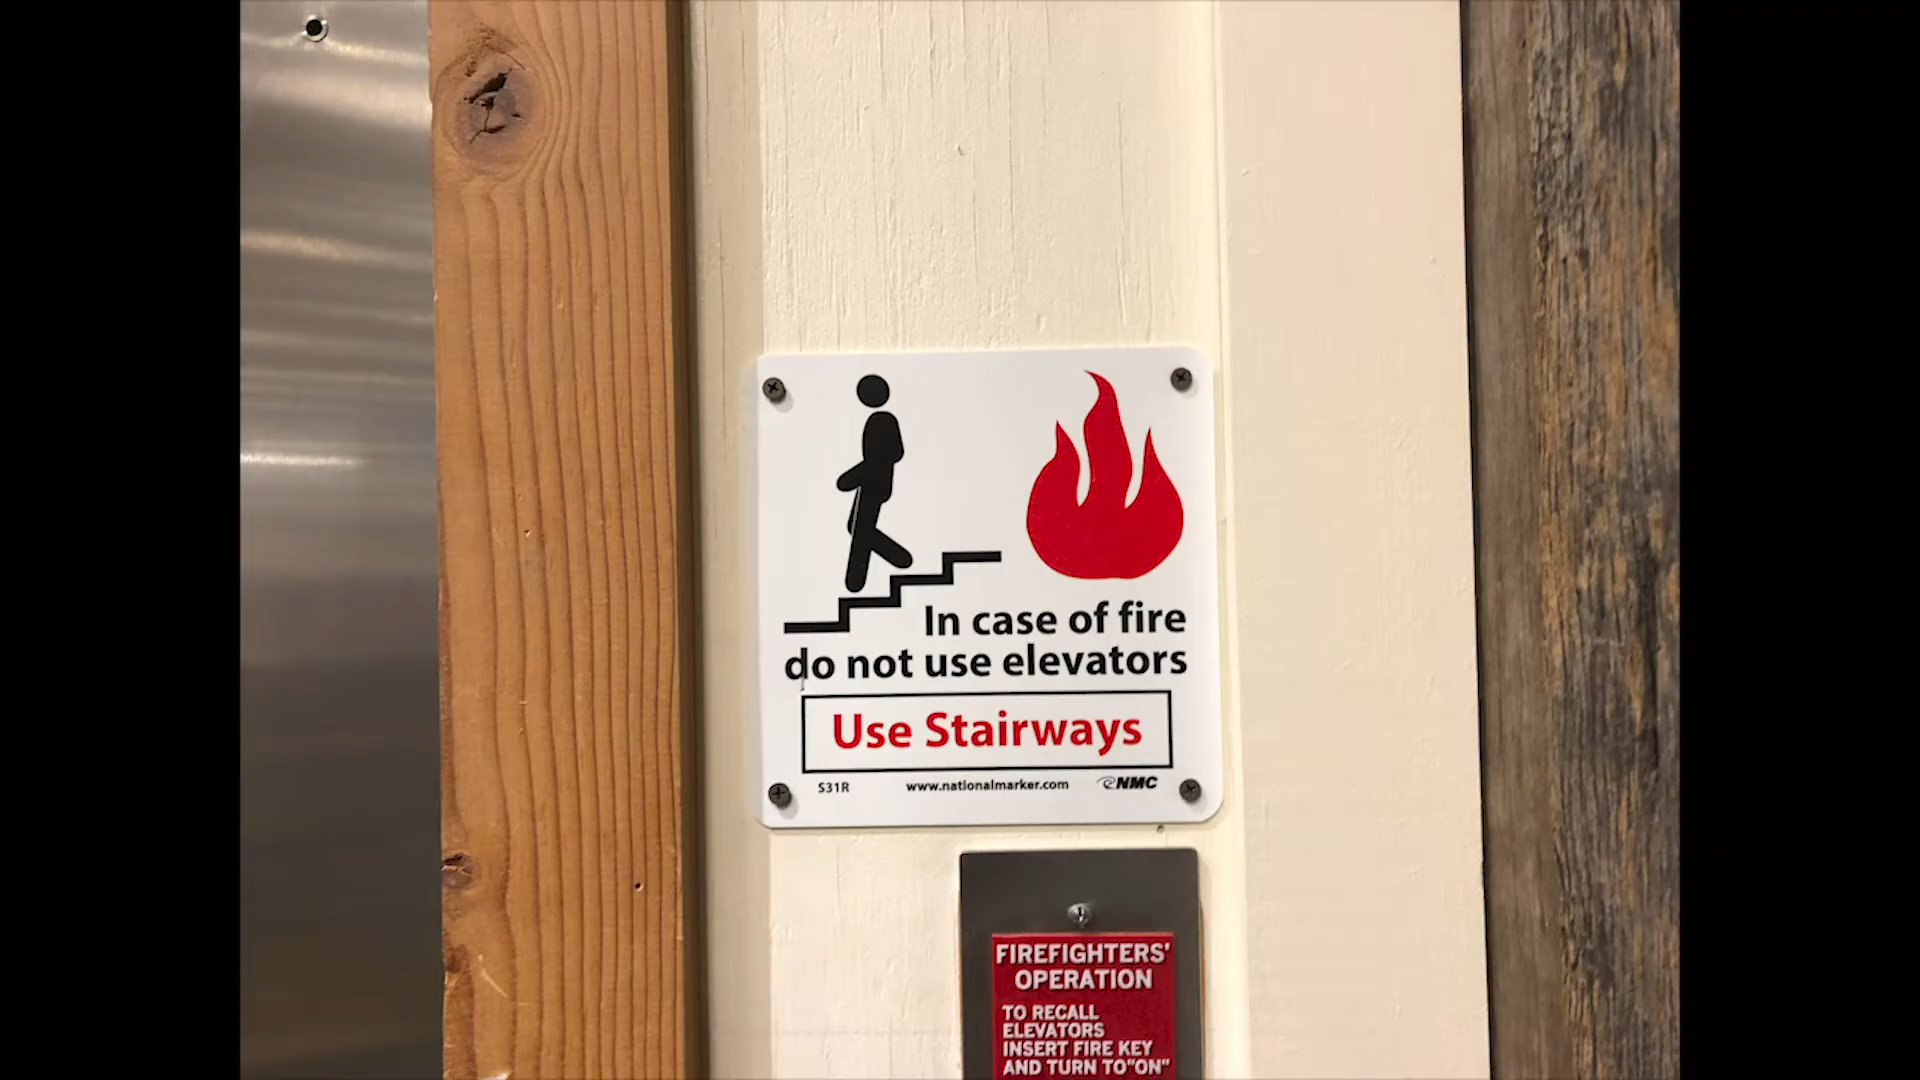 In case of fire
do not use elevators
Use Stairways
S31R www.nationalmarker.com NMC
FIREFIGHTERS'
OPERATION
TO RECALL
ELEVATORS
INSERT FIRE KEY
AND TURN TO"ON"